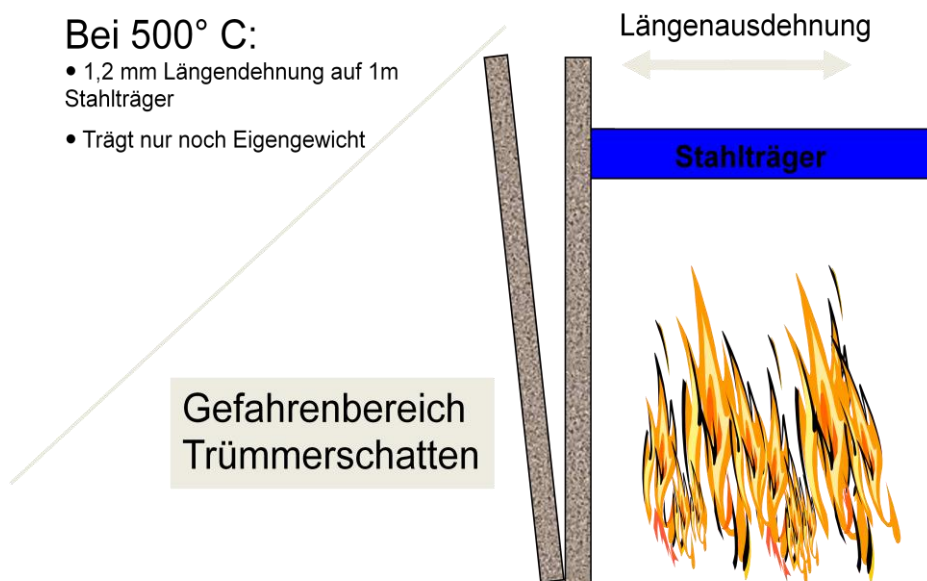 Bei 500° C:
• 1,2 mm Längendehnung auf 1m
Stahlträger
• Trägt nur noch Eigengewicht
Längenausdehnung
Stahlträger
Gefahrenbereich
Trümmerschatten